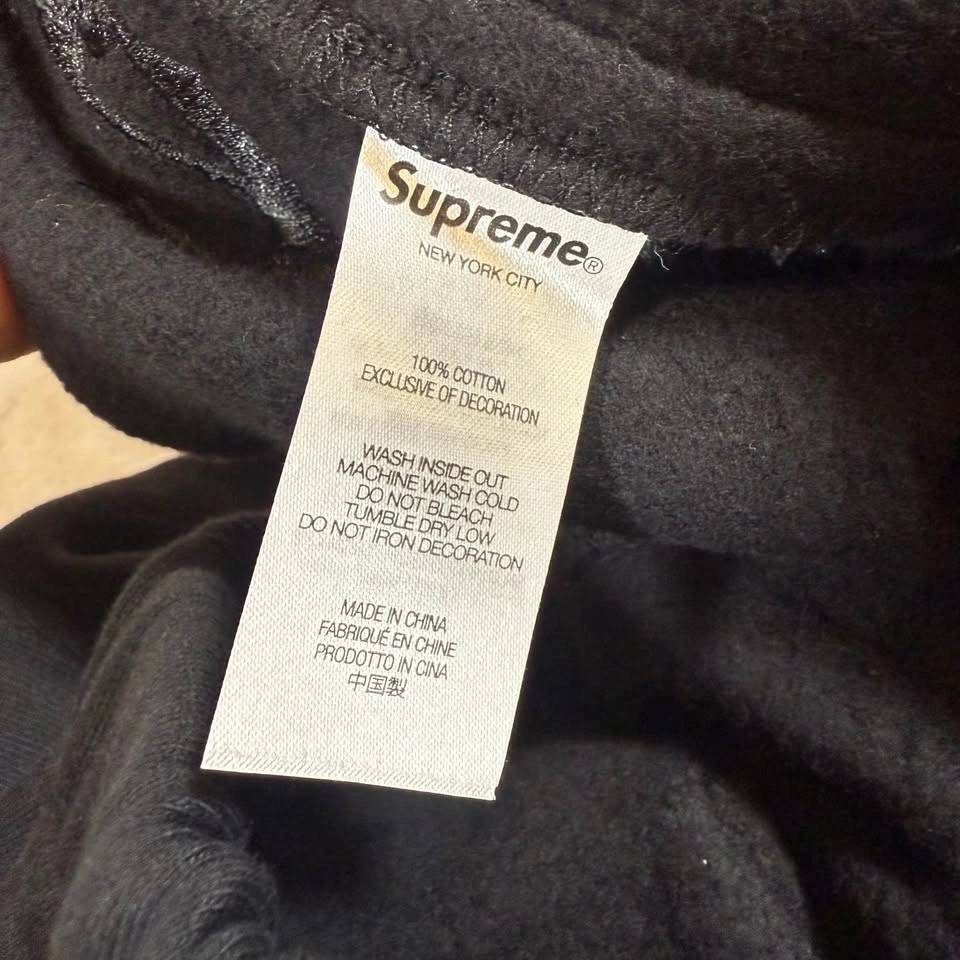 Supreme®
NEW YORK CITY
100% COTTON
EXCLUSIVE OF DECORATION
WASH INSIDE OUT
MACHINE WASH COLD
DO NOT BLEACH
TUMBLE DRY LOW
DO NOT IRON DECORATION
MADE IN CHINA
FABRIQUÉ EN CHINE
PRODOTTO IN CINA
中国製